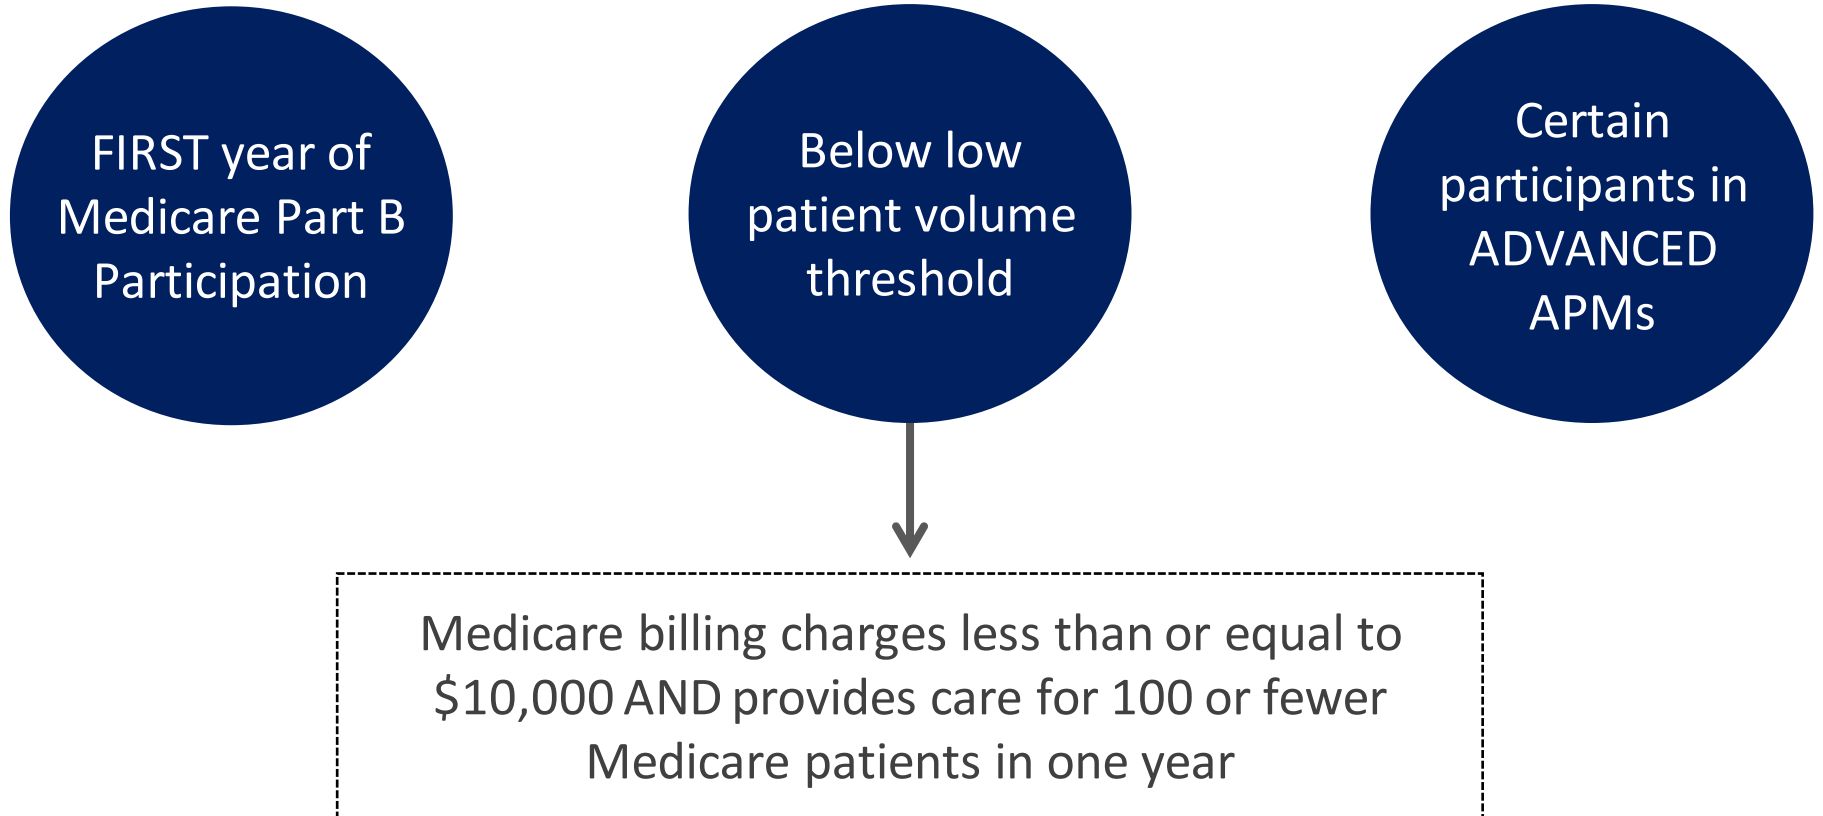 FIRST year of
Medicare Part B
Participation
Below low
patient volume
threshold
Certain
participants in
ADVANCED
APMs
Medicare billing charges less than or equal to
$10,000 AND provides care for 100 or fewer
Medicare patients in one year